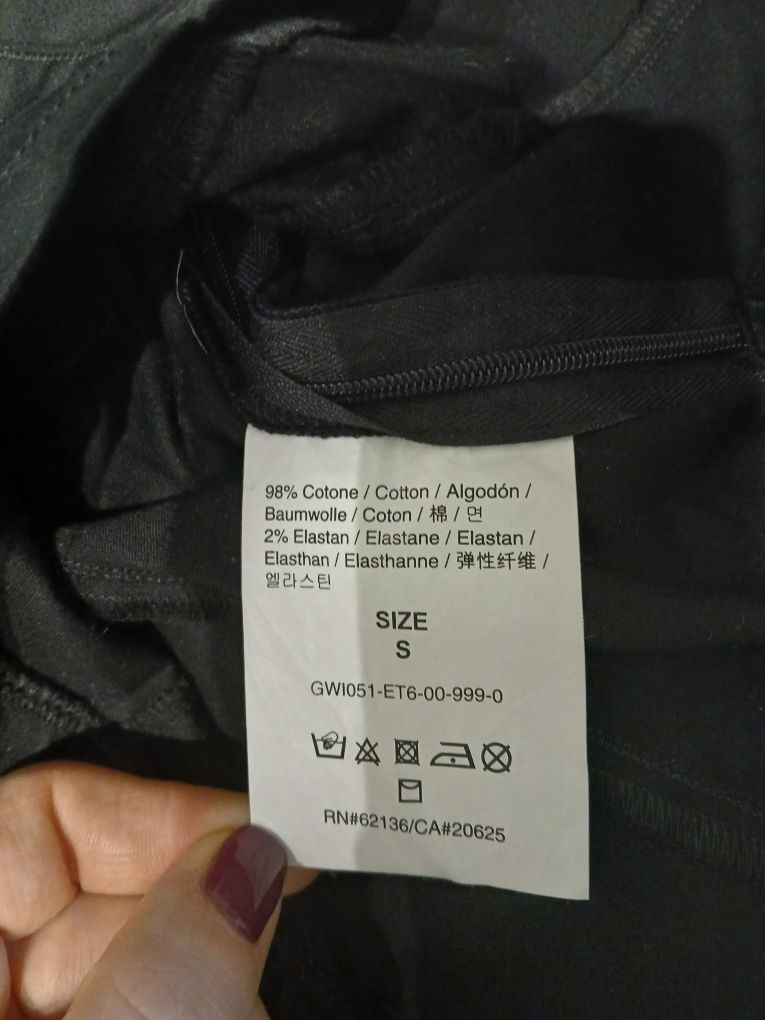 98% Cotone / Cotton / Algodón /
Baumwolle / Coton / 棉 / 면
2% Elastan / Elastane / Elastan /
Elasthan / Elasthanne / 弹性纤维 /
엘라스틴
SIZE
S
GWI051-ET6-00-999-0
RN#62136/CA#20625